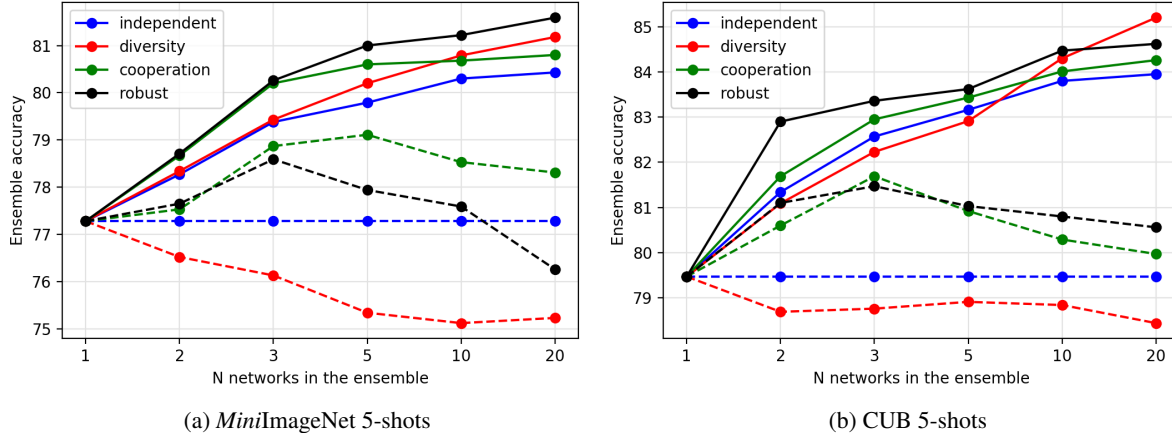 independent
diversity
cooperation
robust
Ensemble accuracy
81
80
79
78
77
76
75
1 2 3 5 10 20
N networks in the ensemble
(a) MiniImageNet 5-shots
independent
diversity
cooperation
robust
Ensemble accuracy
85
84
83
82
81
80
79
1 2 3 5 10 20
N networks in the ensemble
(b) CUB 5-shots